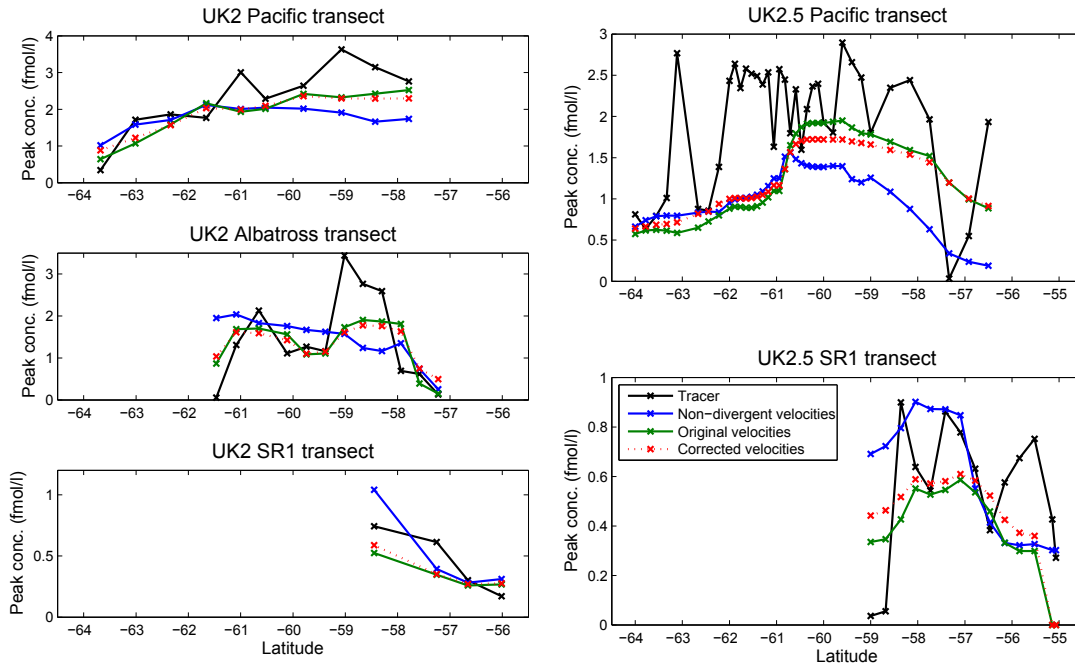 UK2 Pacific transect
Peak conc. (fmol/l)
4
3
2
1
0
−64 −63 −62 −61 −60 −59 −58 −57 −56
UK2 Albatross transect
Peak conc. (fmol/l)
3
2
1
0
−64 −63 −62 −61 −60 −59 −58 −57 −56
UK2 SR1 transect
Peak conc. (fmol/l)
1
0.5
0
−64 −63 −62 −61 −60 −59 −58 −57 −56
Latitude
UK2.5 Pacific transect
Peak conc. (fmol/l)
3
2.5
2
1.5
1
0.5
0
−64 −63 −62 −61 −60 −59 −58 −57 −56 −55
UK2.5 SR1 transect
Peak conc. (fmol/l)
1
0.8
0.6
0.4
0.2
0
Tracer
Non−divergent velocities
Original velocities
Corrected velocities
−64 −63 −62 −61 −60 −59 −58 −57 −56 −55
Latitude